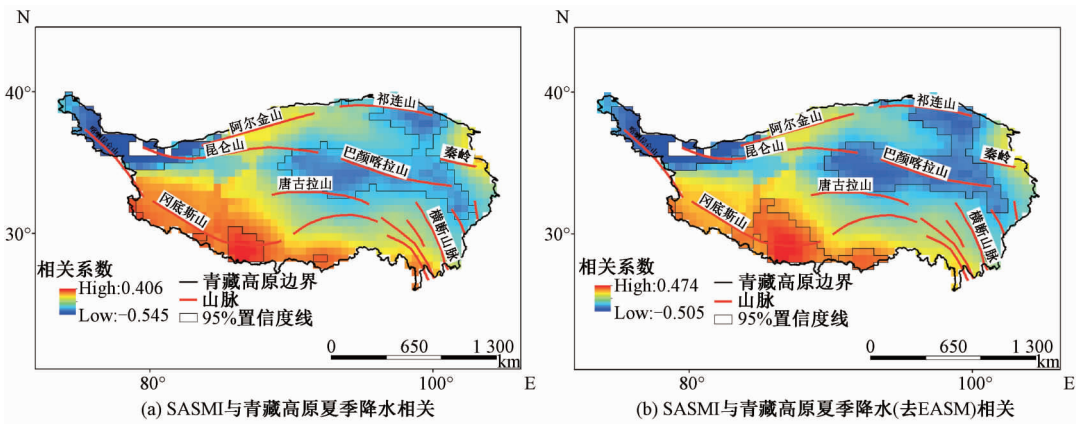 N
40°
30°
80°
100°
E
祁连山
阿尔金山
昆仑山
秦岭
巴颜喀拉山
唐古拉山
冈底斯山
横断山脉
相关系数
High:0.406
Low:-0.545
青藏高原边界
山脉
95%置信度线
0 650 1 300
km
(a) SASMI与青藏高原夏季降水相关
N
40°
30°
80°
100°
E
祁连山
阿尔金山
昆仑山
秦岭
巴颜喀拉山
唐古拉山
冈底斯山
横断山脉
相关系数
High:0.474
Low:-0.505
青藏高原边界
山脉
95%置信度线
0 650 1 300
km
(b) SASMI与青藏高原夏季降水(去EASM)相关